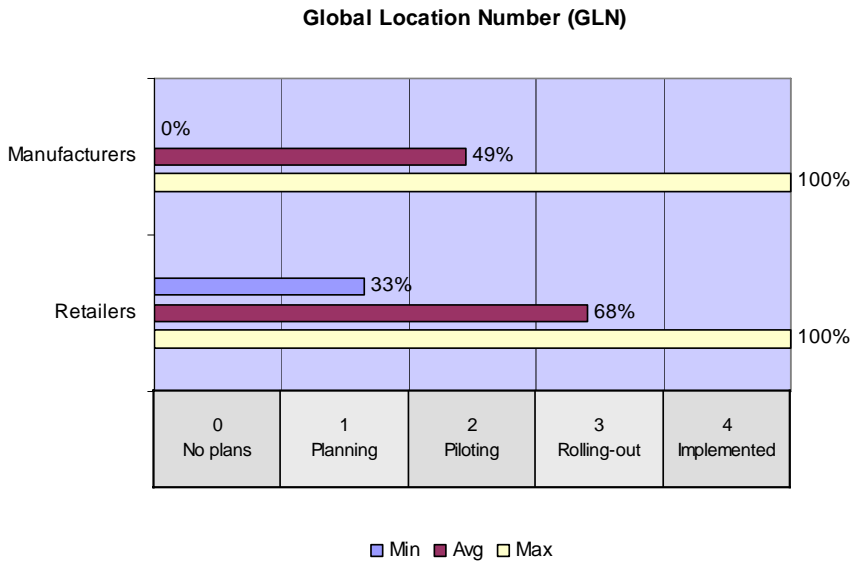 Global Location Number (GLN)
0%
Manufacturers
49%
100%
33%
Retailers
68%
100%
0 1 2 3 4
No plans Planning Piloting Rolling-out Implemented
Min Avg Max